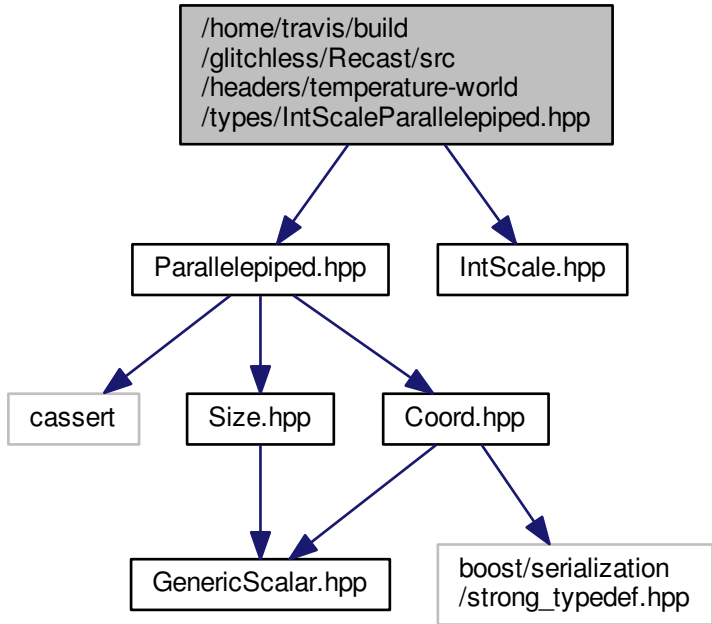 /home/travis/build
/glitchless/Recast/src
/headers/temperature-world
/types/IntScaleParallelepiped.hpp
Parallelepiped.hpp
IntScale.hpp
cassert
Size.hpp
Coord.hpp
GenericScalar.hpp
boost/serialization
/strong_typedef.hpp